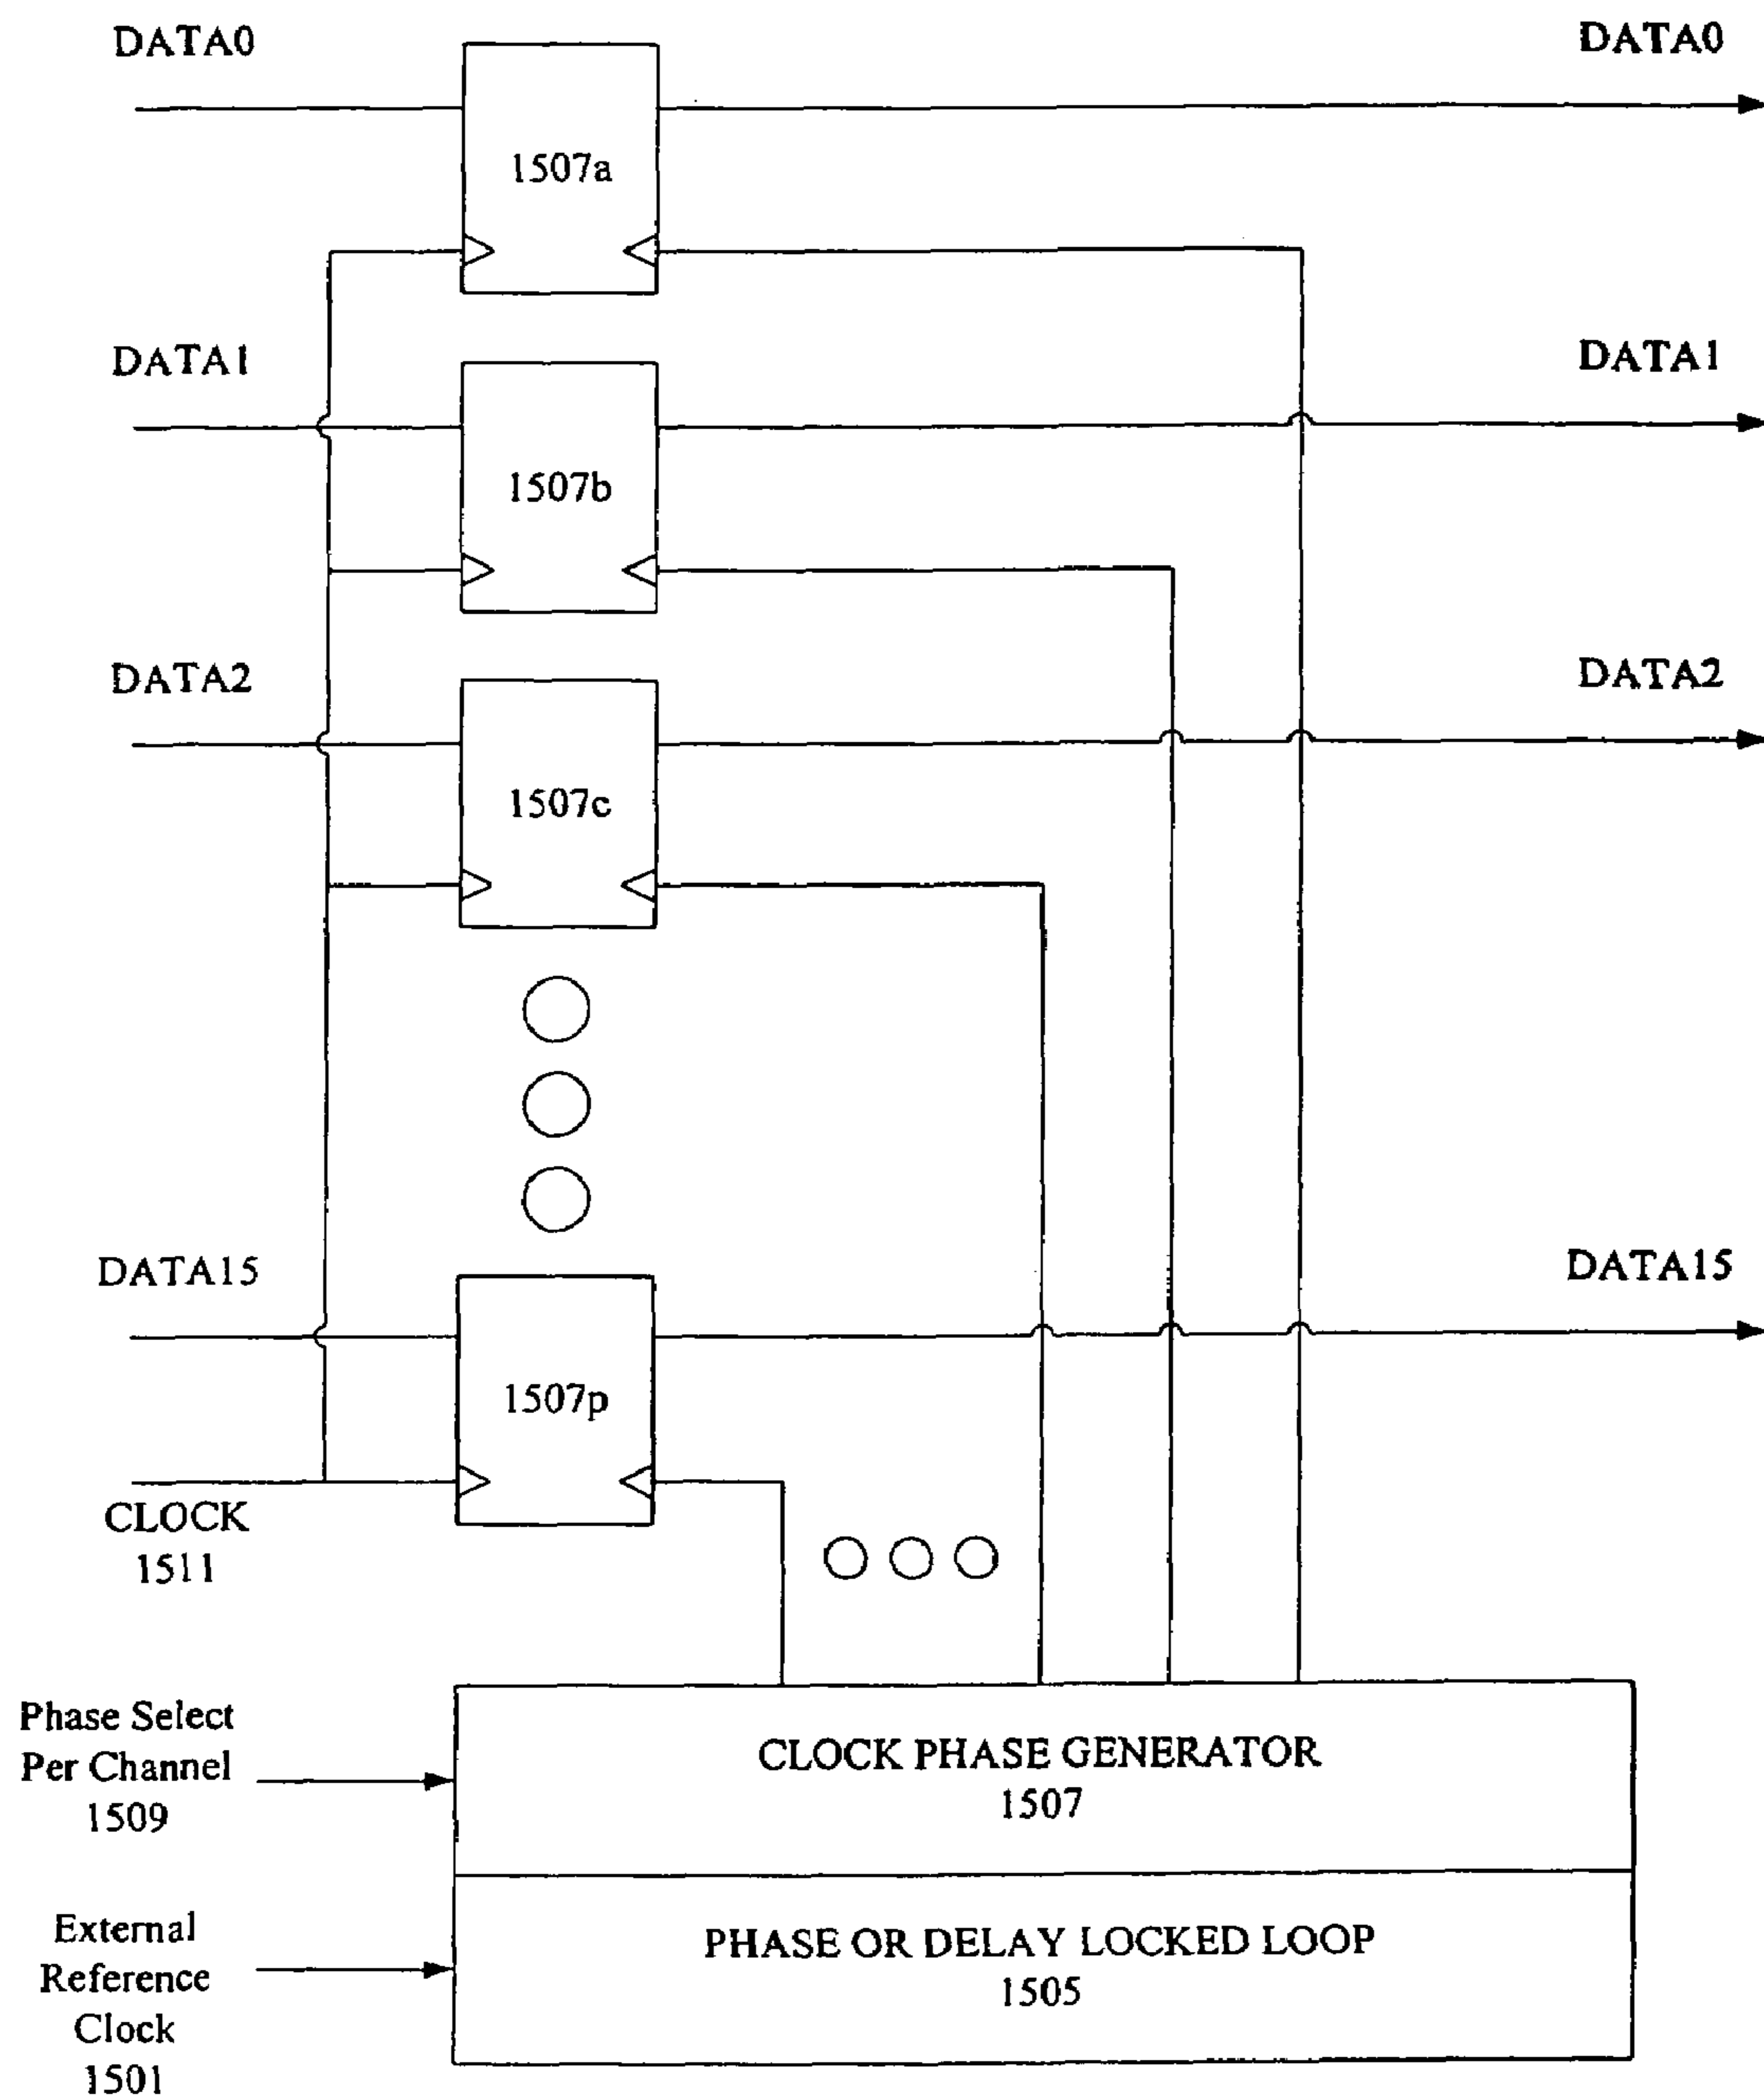 DATA0
DATA0
1507a
DATA1
DATA1
1507b
DATA2
DATA2
1507c
DATA15
DATA15
1507p
CLOCK
1511
Phase Select
Per Channel
1509
CLOCK PHASE GENERATOR
1507
External
Reference
Clock
1501
PHASE OR DELAY LOCKED LOOP
1505